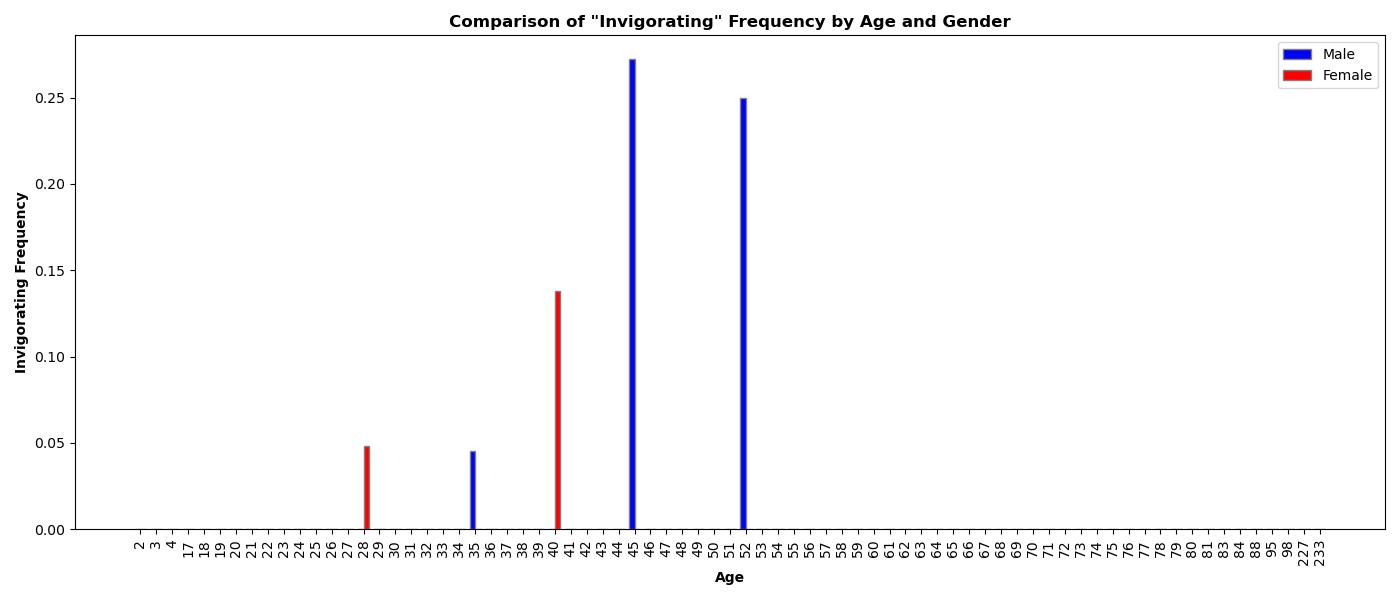 Comparison of "Invigorating" Frequency by Age and Gender
Male
Female
Invigorating Frequency
0.25
0.20
0.15
0.10
0.05
0.00
2 3 4 17 18 19 20 21 22 23 24 25 26 27 28 29 30 31 32 33 34 35 36 37 38 39 40 41 42 43 44 45 46 47 48 49 50 51 52 53 54 55 56 57 58 59 60 61 62 63 64 65 66 67 68 69 70 71 72 73 74 75 76 77 78 79 80 81 83 84 88 95 98 227 233
Age